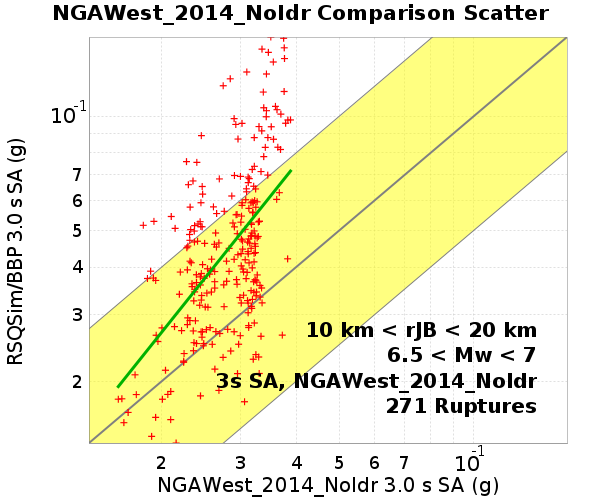 NGAWest_2014_NoIdr Comparison Scatter
RSQSim/BBP 3.0 s SA (g)
10-1
7
6
5
4
3
2
10 km < rJB < 20 km
6.5 < Mw < 7
3s SA, NGAWest_2014_NoIdr
271 Ruptures
2 3 4 5 6 7 10-1
NGAWest_2014_NoIdr 3.0 s SA (g)